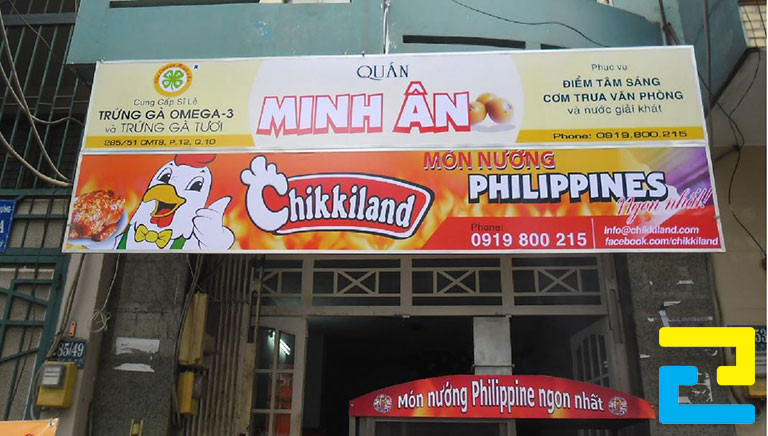 QUÁN
MINH ÂN
Cung Cấp Sỉ Lẻ
TRỨNG GÀ OMEGA-3
và TRỨNG GÀ TƯƠI
285/51 CMT8, P.12, Q.10
Phục vụ
ĐIỂM TÂM SÁNG
CƠM TRƯA VĂN PHÒNG
và nước giải khát
Phone: 0919.800.215
Chikkiland
MÓN NƯỚNG
PHILIPPINES
Ngon nhất!
Phone:
0919 800 215
info@chikkiland.com
facebook.com/chikkiland
85/49
Món nướng Philippine ngon nhất